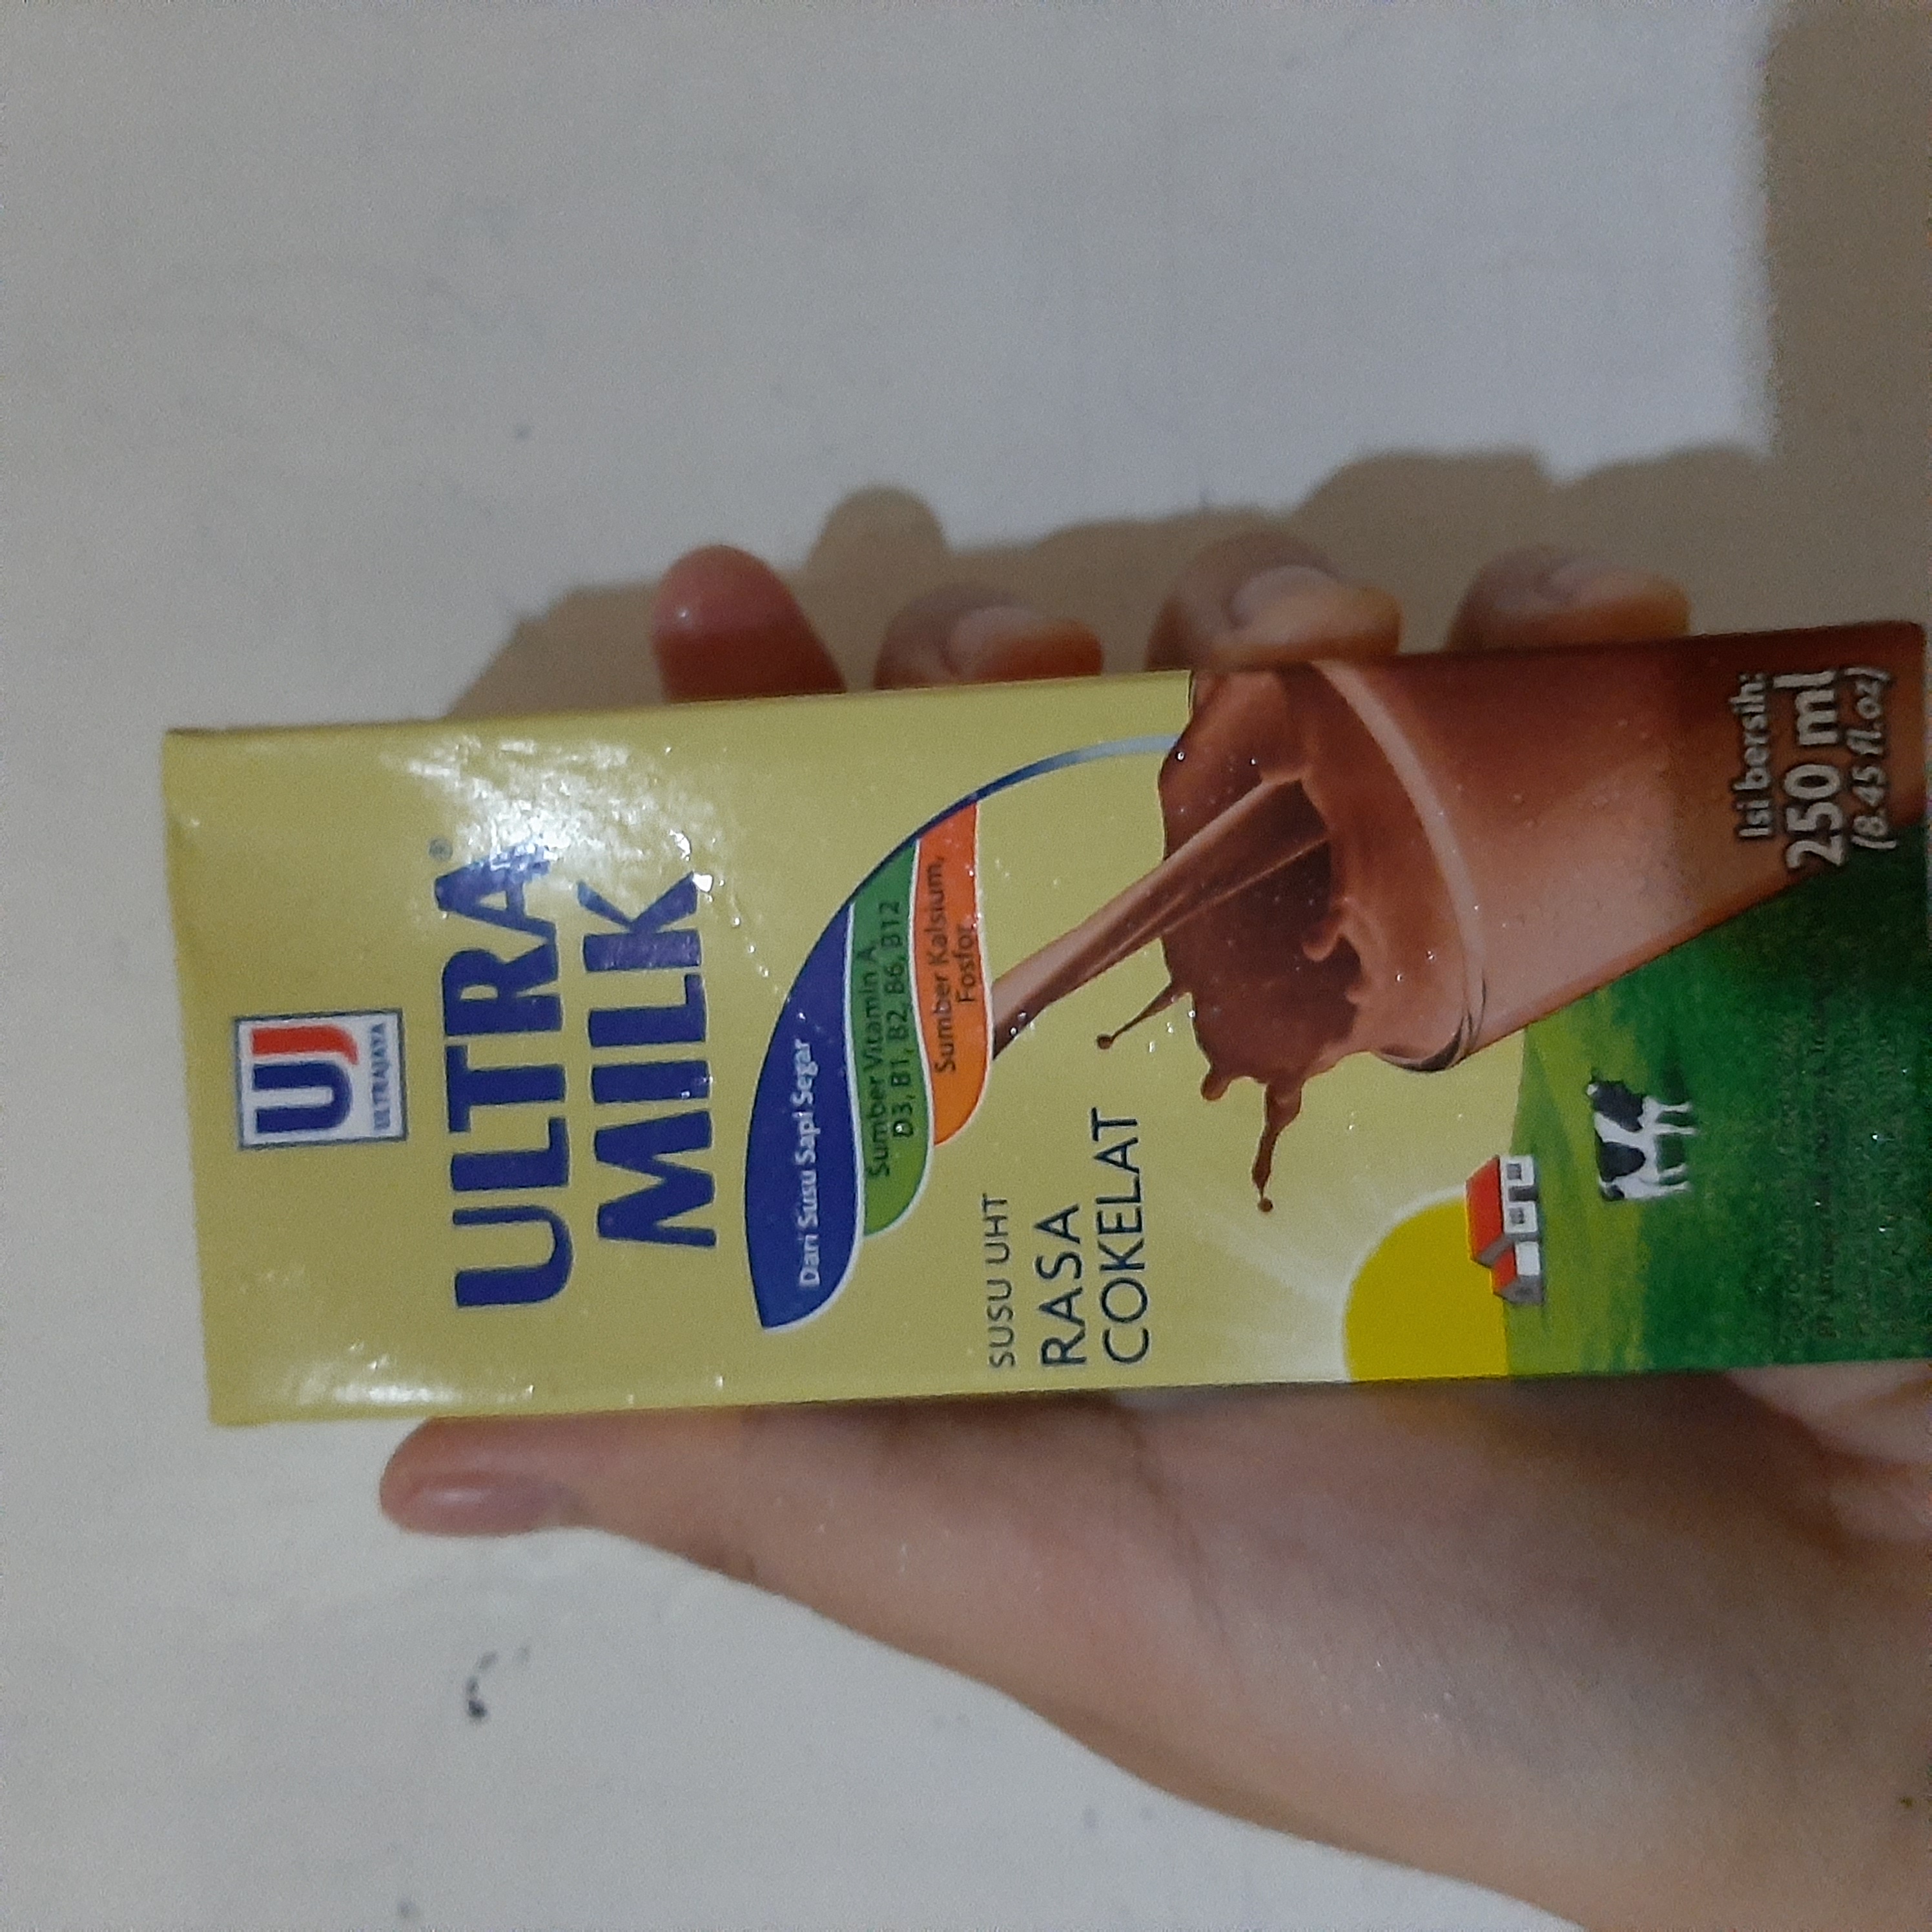 UJ
ULTRAJAYA
ULTRA®
MILK
Dari Susu Sapi Segar
Sumber Vitamin A,
D3, B1, B2, B6, B12
Sumber Kalsium,
Fosfor
SUSU UHT
RASA
COKELAT
Isi bersih:
250 ml
(8.45 fl.oz)